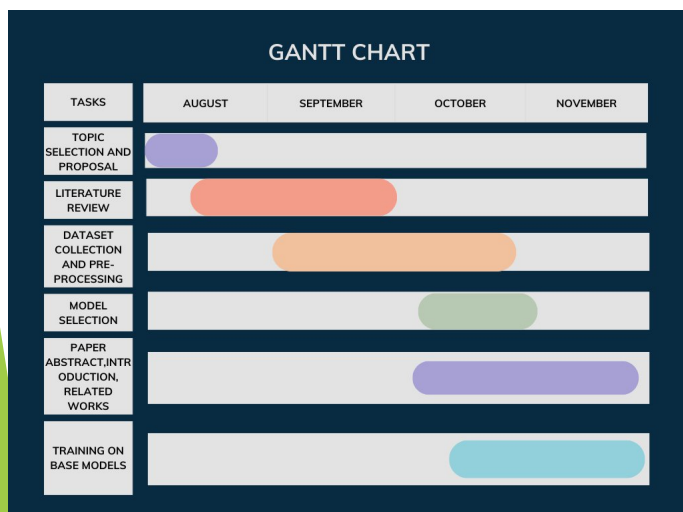 GANTT CHART
TASKS
AUGUST
SEPTEMBER
OCTOBER
NOVEMBER
TOPIC
SELECTION AND
PROPOSAL
LITERATURE
REVIEW
DATASET
COLLECTION
AND PRE-
PROCESSING
MODEL
SELECTION
PAPER
ABSTRACT,INTR
ODUCTION,
RELATED
WORKS
TRAINING ON
BASE MODELS